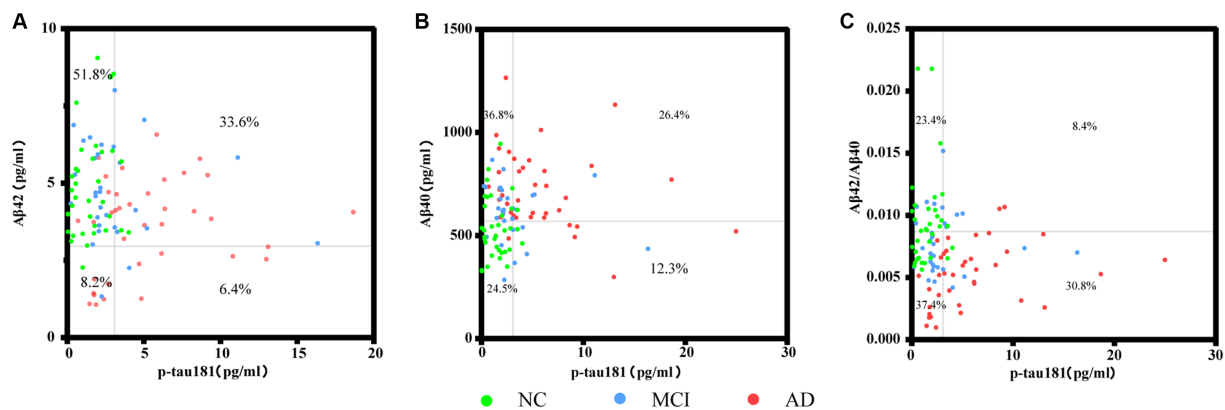 A
Aβ42 (pg/ml)
10
5
0
51.8%
33.6%
8.2%
6.4%
0 5 10 15 20
p-tau181(pg/ml)
B
Aβ40 (pg/ml)
1500
1000
500
0
36.8%
26.4%
24.5%
12.3%
0 10 20 30
p-tau181(pg/ml)
C
Aβ42/Aβ40
0.025
0.020
0.015
0.010
0.005
0.000
23.4%
8.4%
37.4%
30.8%
0 10 20 30
p-tau181(pg/ml)
NC MCI AD